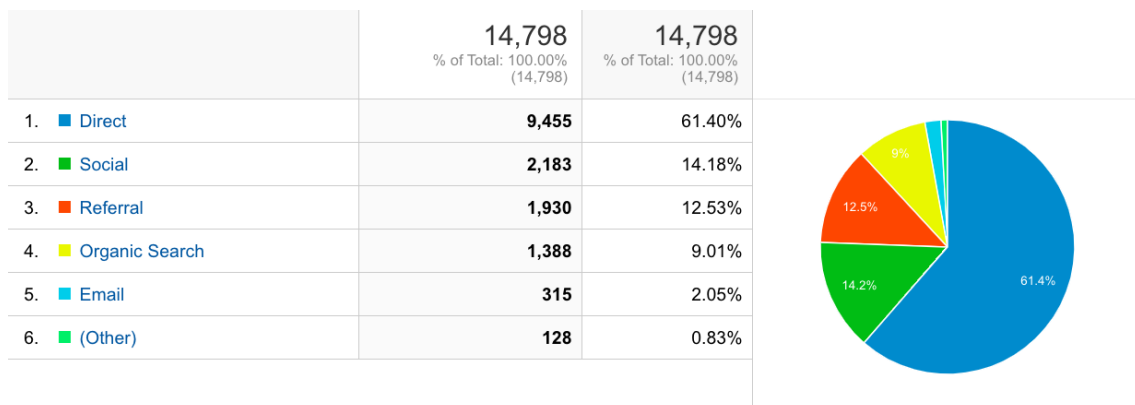 14,798 14,798
% of Total: 100.00% % of Total: 100.00%
(14,798) (14,798)
1. Direct 9,455 61.40%
2. Social 2,183 14.18%
3. Referral 1,930 12.53%
4. Organic Search 1,388 9.01%
5. Email 315 2.05%
6. (Other) 128 0.83%
9%
12.5%
14.2%
61.4%